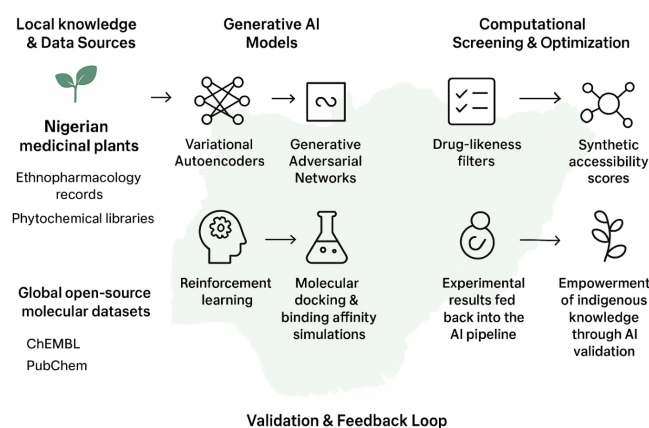 Local knowledge
& Data Sources
Generative AI
Models
Computational
Screening & Optimization
Nigerian
medicinal plants
Ethnopharmacology
records
Phytochemical libraries
Variational
Autoencoders
Generative
Adversarial
Networks
Drug-likeness
filters
Synthetic
accessibility
scores
Global open-source
molecular datasets
ChEMBL
PubChem
Reinforcement
learning
Molecular
docking &
binding affinity
simulations
Experimental
results fed
back into the
AI pipeline
Empowerment
of indigenous
knowledge
through AI
validation
Validation & Feedback Loop